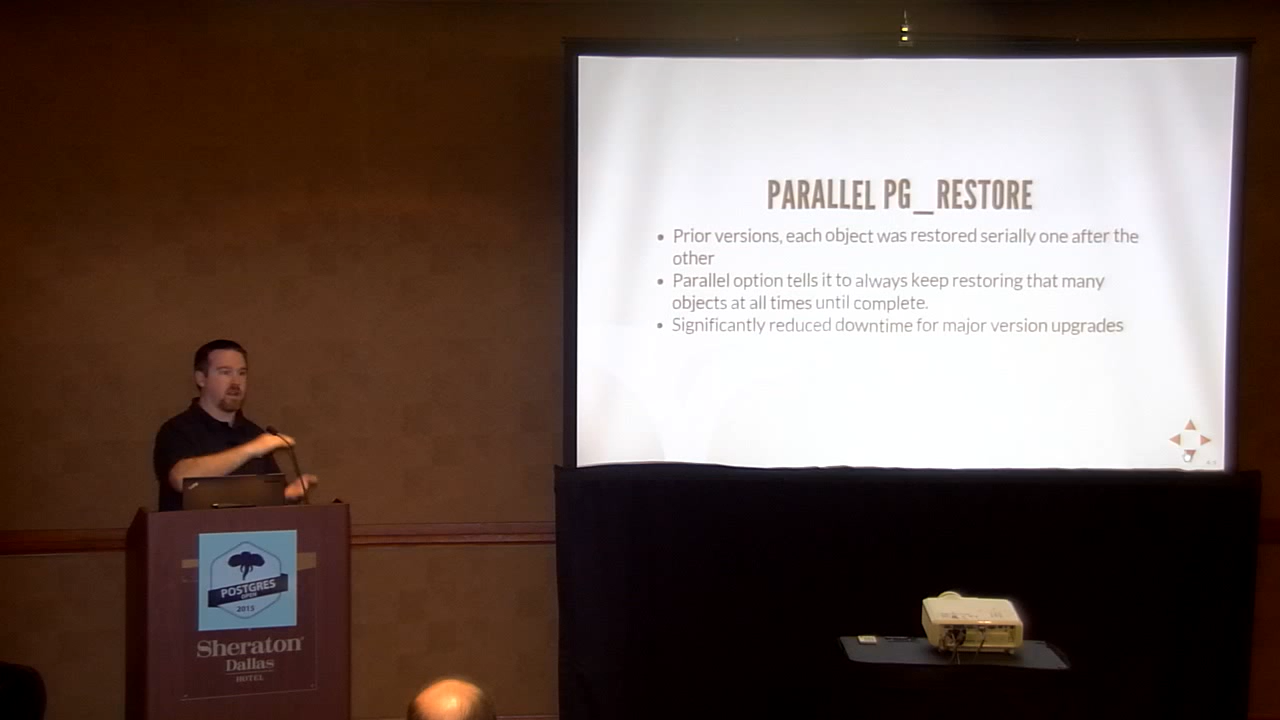 PARALLEL PG_RESTORE
• Prior versions, each object was restored serially one after the
other
• Parallel option tells it to always keep restoring that many
objects at all times until complete.
• Significantly reduced downtime for major version upgrades
POSTGRES
OPEN
2015
Sheraton
Dallas
HOTEL